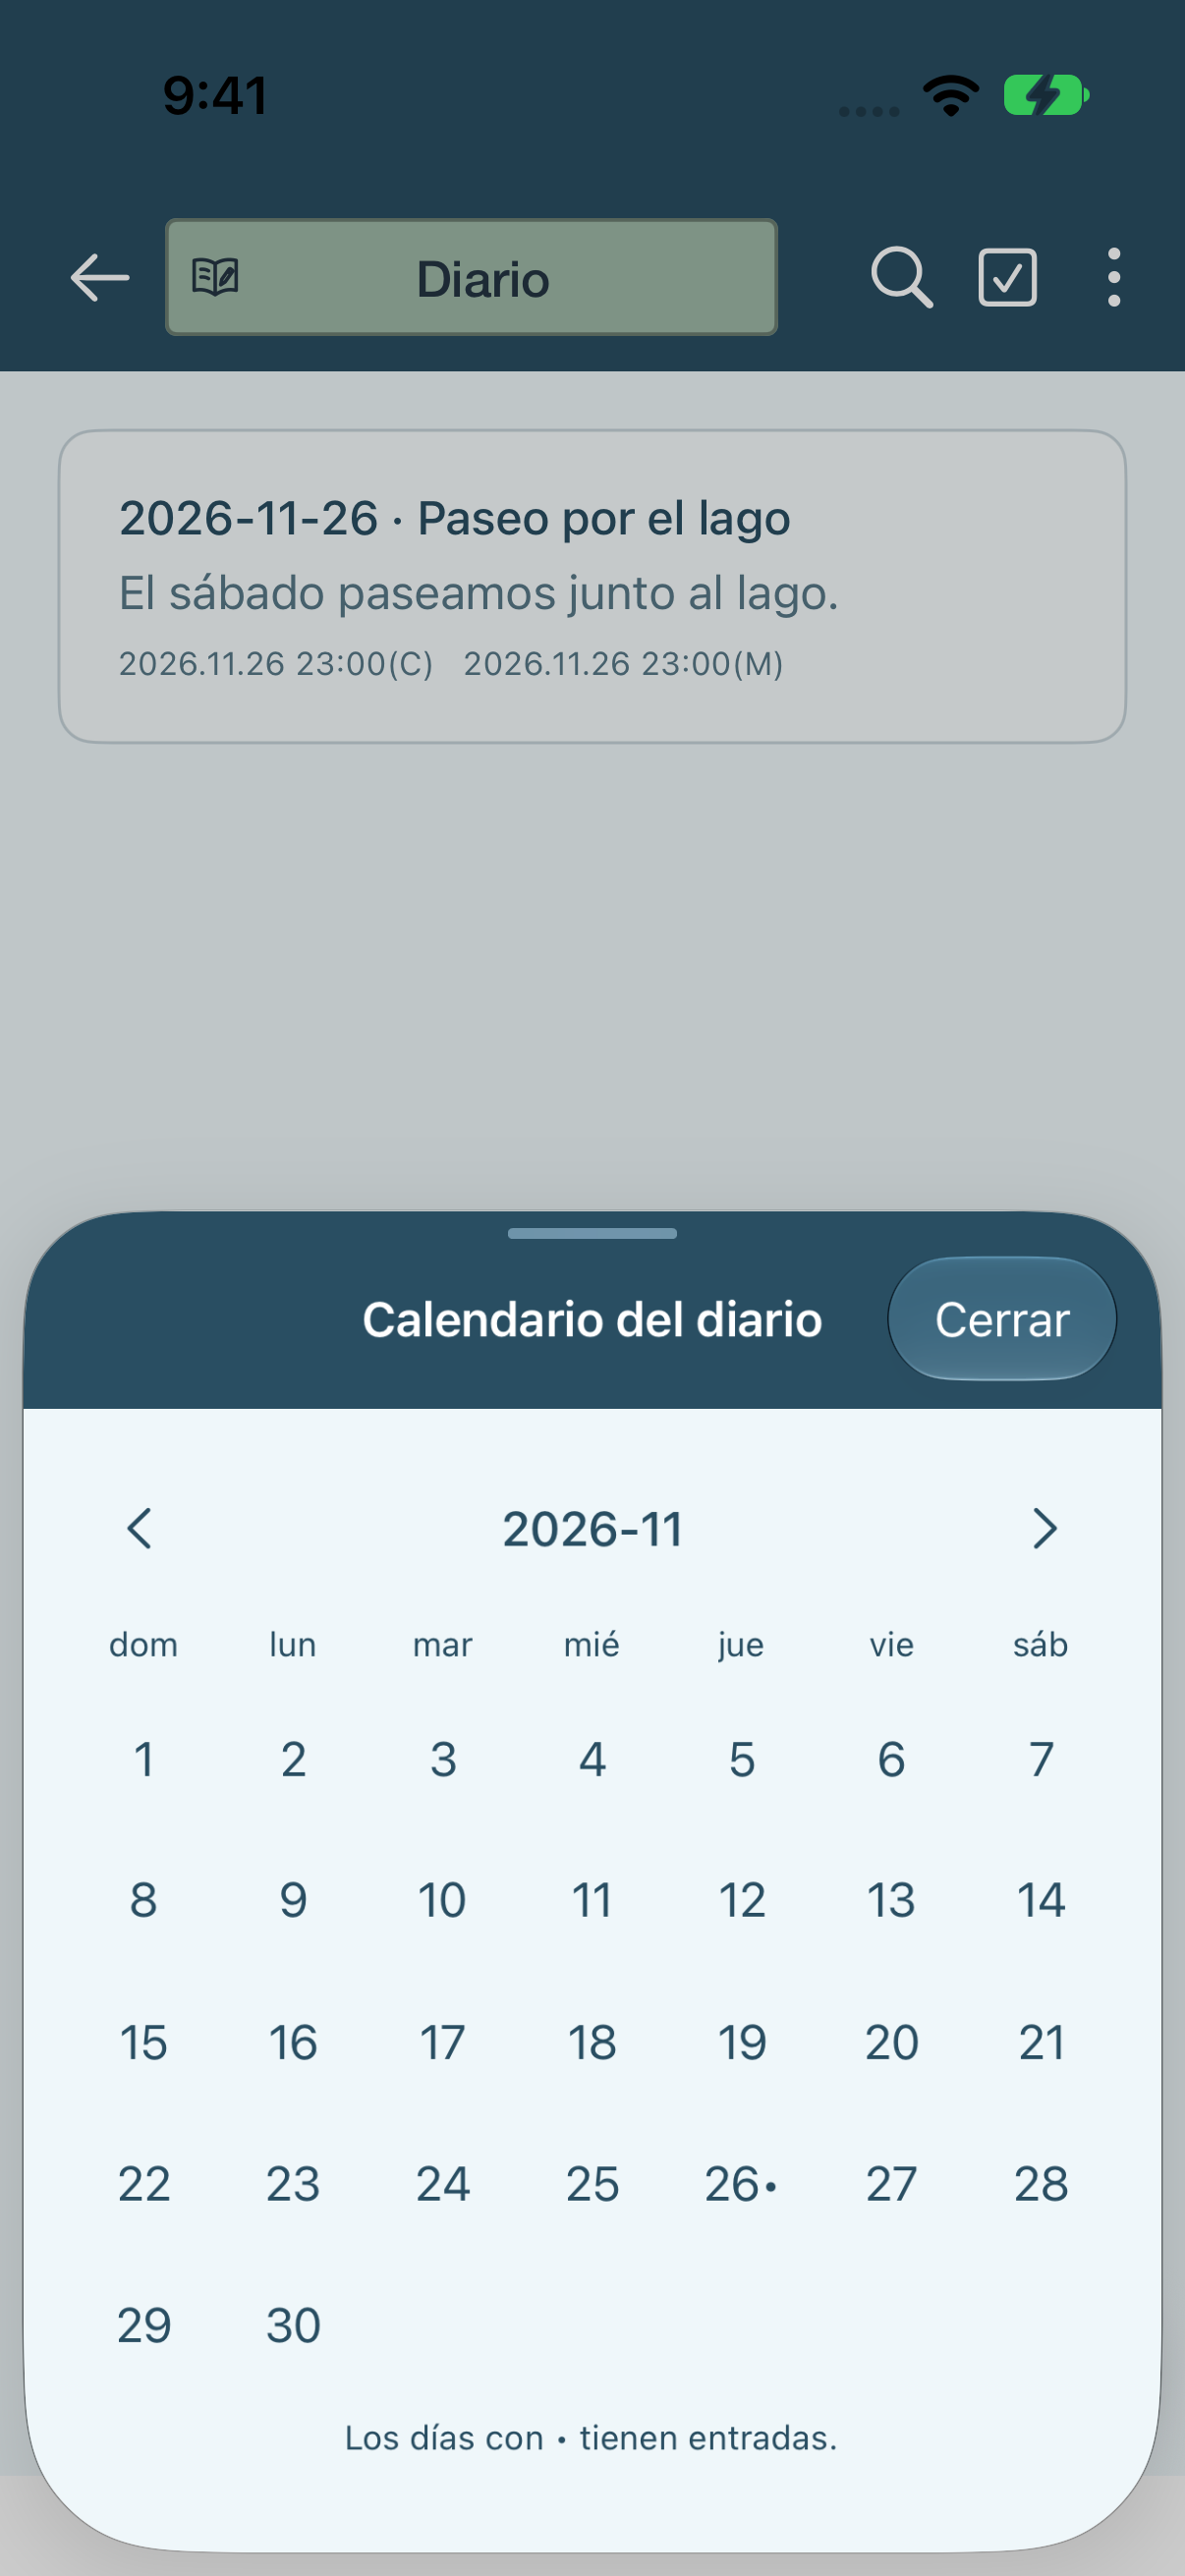 9:41
Diario
2026-11-26 · Paseo por el lago
El sábado paseamos junto al lago.
2026.11.26 23:00(C) 2026.11.26 23:00(M)
Calendario del diario
Cerrar
2026-11
dom lun mar mié jue vie sáb
1 2 3 4 5 6 7
8 9 10 11 12 13 14
15 16 17 18 19 20 21
22 23 24 25 26• 27 28
29 30
Los días con • tienen entradas.